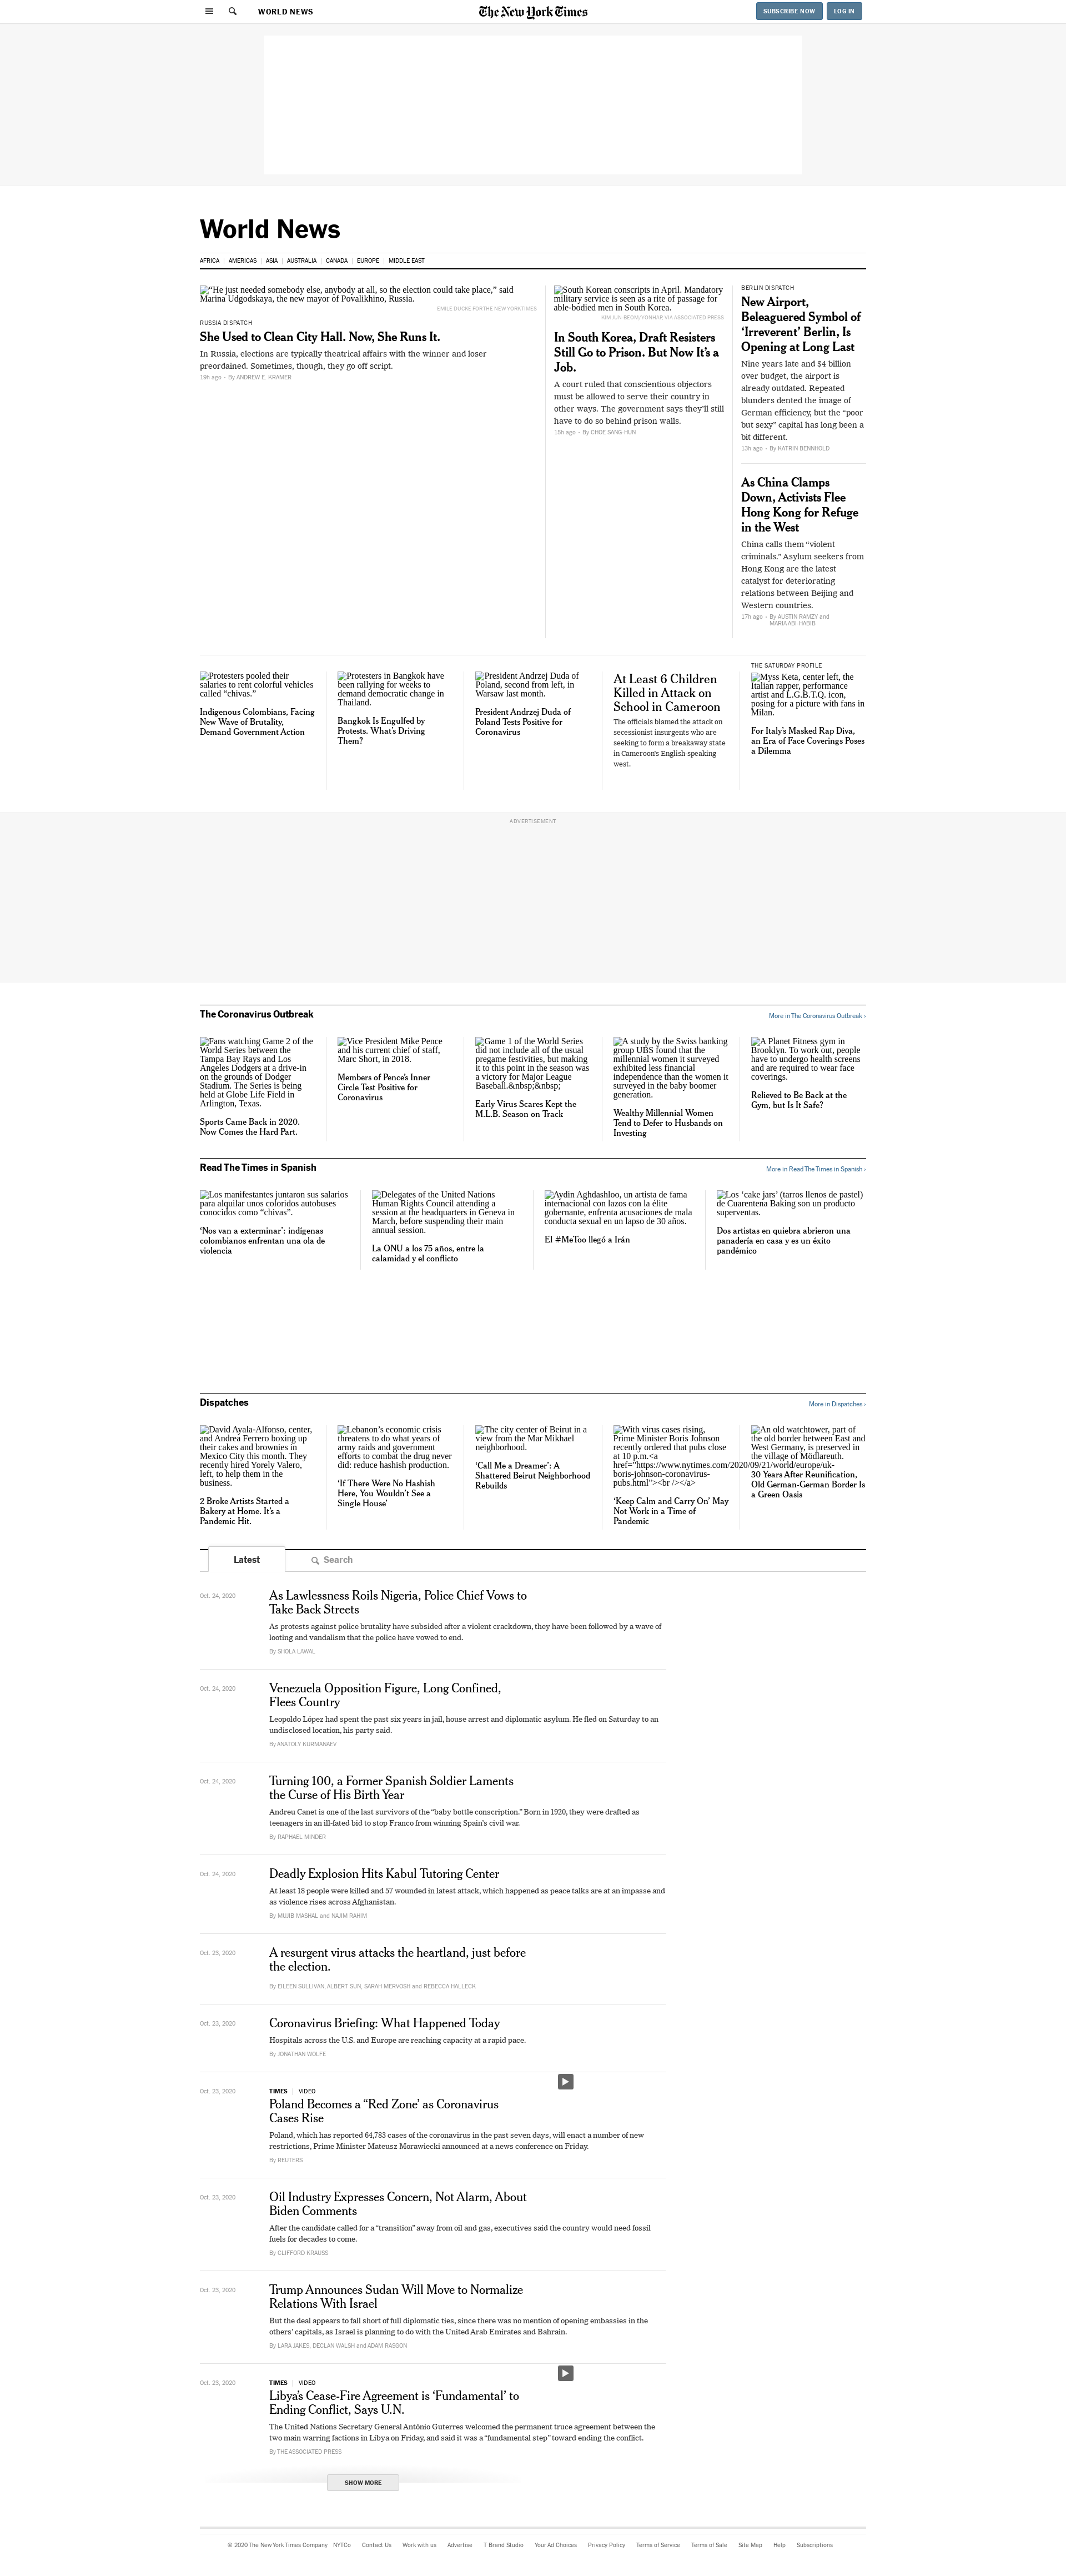 WORLD NEWS
The New York Times
SUBSCRIBE NOW
LOG IN
World News
AFRICA
AMERICAS
ASIA
AUSTRALIA
CANADA
EUROPE
MIDDLE EAST
“He just needed somebody else, anybody at all, so the election could take place,” said
Marina Udgodskaya, the new mayor of Povalikhino, Russia.
EMILE DUCKE FOR THE NEW YORK TIMES
RUSSIA DISPATCH
She Used to Clean City Hall. Now, She Runs It.
In Russia, elections are typically theatrical affairs with the winner and loser
preordained. Sometimes, though, they go off script.
19h ago - By ANDREW E. KRAMER
South Korean conscripts in April. Mandatory
military service is seen as a rite of passage for
able-bodied men in South Korea.
KIM JUN-BEOM/YONHAP, VIA ASSOCIATED PRESS
In South Korea, Draft Resisters
Still Go to Prison. But Now It’s a
Job.
A court ruled that conscientious objectors
must be allowed to serve their country in
other ways. The government says they’ll still
have to do so behind prison walls.
15h ago - By CHOE SANG-HUN
BERLIN DISPATCH
New Airport,
Beleaguered Symbol of
‘Irreverent’ Berlin, Is
Opening at Long Last
Nine years late and $4 billion
over budget, the airport is
already outdated. Repeated
blunders dented the image of
German efficiency, but the “poor
but sexy” capital has long been a
bit different.
13h ago - By KATRIN BENNHOLD
As China Clamps
Down, Activists Flee
Hong Kong for Refuge
in the West
China calls them “violent
criminals.” Asylum seekers from
Hong Kong are the latest
catalyst for deteriorating
relations between Beijing and
Western countries.
17h ago - By AUSTIN RAMZY and
MARIA ABI-HABIB
Protesters pooled their
salaries to rent colorful vehicles
called “chivas.”
Indigenous Colombians, Facing
New Wave of Brutality,
Demand Government Action
Protesters in Bangkok have
been rallying for weeks to
demand democratic change in
Thailand.
Bangkok Is Engulfed by
Protests. What’s Driving
Them?
President Andrzej Duda of
Poland, second from left, in
Warsaw last month.
President Andrzej Duda of
Poland Tests Positive for
Coronavirus
At Least 6 Children
Killed in Attack on
School in Cameroon
The officials blamed the attack on
secessionist insurgents who are
seeking to form a breakaway state
in Cameroon’s English-speaking
west.
THE SATURDAY PROFILE
Myss Keta, center left, the
Italian rapper, performance
artist and L.G.B.T.Q. icon,
posing for a picture with fans in
Milan.
For Italy’s Masked Rap Diva,
an Era of Face Coverings Poses
a Dilemma
ADVERTISEMENT
The Coronavirus Outbreak
More in The Coronavirus Outbreak ›
Fans watching Game 2 of the
World Series between the
Tampa Bay Rays and Los
Angeles Dodgers at a drive-in
on the grounds of Dodger
Stadium. The Series is being
held at Globe Life Field in
Arlington, Texas.
Sports Came Back in 2020.
Now Comes the Hard Part.
Vice President Mike Pence
and his current chief of staff,
Marc Short, in 2018.
Members of Pence’s Inner
Circle Test Positive for
Coronavirus
Game 1 of the World Series
did not include all of the usual
pregame festivities, but making
it to this point in the season was
a victory for Major League
Baseball.&nbsp;&nbsp;
Early Virus Scares Kept the
M.L.B. Season on Track
A study by the Swiss banking
group UBS found that the
millennial women it surveyed
exhibited less financial
independence than the women it
surveyed in the baby boomer
generation.
Wealthy Millennial Women
Tend to Defer to Husbands on
Investing
A Planet Fitness gym in
Brooklyn. To work out, people
have to undergo health screens
and are required to wear face
coverings.
Relieved to Be Back at the
Gym, but Is It Safe?
Read The Times in Spanish
More in Read The Times in Spanish ›
Los manifestantes juntaron sus salarios
para alquilar unos coloridos autobuses
conocidos como “chivas”.
‘Nos van a exterminar’: indígenas
colombianos enfrentan una ola de
violencia
Delegates of the United Nations
Human Rights Council attending a
session at the headquarters in Geneva in
March, before suspending their main
annual session.
La ONU a los 75 años, entre la
calamidad y el conflicto
Aydin Aghdashloo, un artista de fama
internacional con lazos con la élite
gobernante, enfrenta acusaciones de mala
conducta sexual en un lapso de 30 años.
El #MeToo llegó a Irán
Los ‘cake jars’ (tarros llenos de pastel)
de Cuarentena Baking son un producto
superventas.
Dos artistas en quiebra abrieron una
panadería en casa y es un éxito
pandémico
Dispatches
More in Dispatches ›
David Ayala-Alfonso, center,
and Andrea Ferrero boxing up
their cakes and brownies in
Mexico City this month. They
recently hired Yorely Valero,
left, to help them in the
business.
2 Broke Artists Started a
Bakery at Home. It’s a
Pandemic Hit.
Lebanon’s economic crisis
threatens to do what years of
army raids and government
efforts to combat the drug never
did: reduce hashish production.
‘If There Were No Hashish
Here, You Wouldn’t See a
Single House’
The city center of Beirut in a
view from the Mar Mikhael
neighborhood.
‘Call Me a Dreamer’: A
Shattered Beirut Neighborhood
Rebuilds
With virus cases rising,
Prime Minister Boris Johnson
recently ordered that pubs close
at 10 p.m.<a
href="https://www.nytimes.com/2020/09/21/world/europe/uk-
boris-johnson-coronavirus-
pubs.html"><br /></a>
‘Keep Calm and Carry On’ May
Not Work in a Time of
Pandemic
An old watchtower, part of
the old border between East and
West Germany, is preserved in
the village of Mödlareuth.
30 Years After Reunification,
Old German-German Border Is
a Green Oasis
Latest
Search
Oct. 24, 2020
As Lawlessness Roils Nigeria, Police Chief Vows to
Take Back Streets
As protests against police brutality have subsided after a violent crackdown, they have been followed by a wave of
looting and vandalism that the police have vowed to end.
By SHOLA LAWAL
Oct. 24, 2020
Venezuela Opposition Figure, Long Confined,
Flees Country
Leopoldo López had spent the past six years in jail, house arrest and diplomatic asylum. He fled on Saturday to an
undisclosed location, his party said.
By ANATOLY KURMANAEV
Oct. 24, 2020
Turning 100, a Former Spanish Soldier Laments
the Curse of His Birth Year
Andreu Canet is one of the last survivors of the “baby bottle conscription.” Born in 1920, they were drafted as
teenagers in an ill-fated bid to stop Franco from winning Spain’s civil war.
By RAPHAEL MINDER
Oct. 24, 2020
Deadly Explosion Hits Kabul Tutoring Center
At least 18 people were killed and 57 wounded in latest attack, which happened as peace talks are at an impasse and
as violence rises across Afghanistan.
By MUJIB MASHAL and NAJIM RAHIM
Oct. 23, 2020
A resurgent virus attacks the heartland, just before
the election.
By EILEEN SULLIVAN, ALBERT SUN, SARAH MERVOSH and REBECCA HALLECK
Oct. 23, 2020
Coronavirus Briefing: What Happened Today
Hospitals across the U.S. and Europe are reaching capacity at a rapid pace.
By JONATHAN WOLFE
Oct. 23, 2020
TIMES | VIDEO
Poland Becomes a “Red Zone’ as Coronavirus
Cases Rise
Poland, which has reported 64,783 cases of the coronavirus in the past seven days, will enact a number of new
restrictions, Prime Minister Mateusz Morawiecki announced at a news conference on Friday.
By REUTERS
Oct. 23, 2020
Oil Industry Expresses Concern, Not Alarm, About
Biden Comments
After the candidate called for a “transition” away from oil and gas, executives said the country would need fossil
fuels for decades to come.
By CLIFFORD KRAUSS
Oct. 23, 2020
Trump Announces Sudan Will Move to Normalize
Relations With Israel
But the deal appears to fall short of full diplomatic ties, since there was no mention of opening embassies in the
others’ capitals, as Israel is planning to do with the United Arab Emirates and Bahrain.
By LARA JAKES, DECLAN WALSH and ADAM RASGON
Oct. 23, 2020
TIMES | VIDEO
Libya’s Cease-Fire Agreement is ‘Fundamental’ to
Ending Conflict, Says U.N.
The United Nations Secretary General António Guterres welcomed the permanent truce agreement between the
two main warring factions in Libya on Friday, and said it was a “fundamental step” toward ending the conflict.
By THE ASSOCIATED PRESS
SHOW MORE
© 2020 The New York Times Company
NYTCo
Contact Us
Work with us
Advertise
T Brand Studio
Your Ad Choices
Privacy Policy
Terms of Service
Terms of Sale
Site Map
Help
Subscriptions